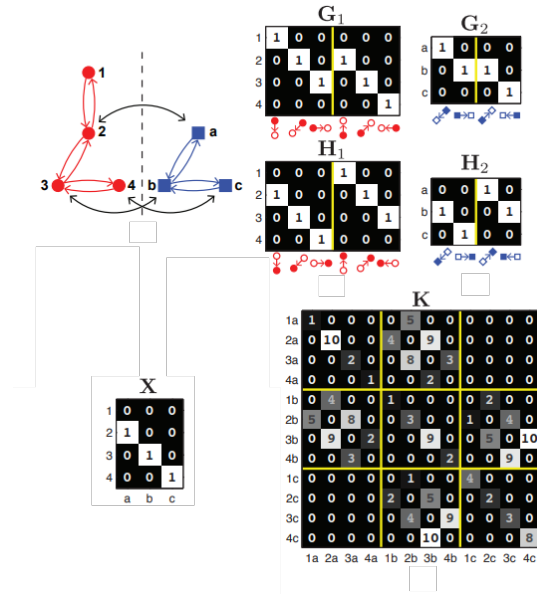 1
2
a
3
4
b
c
G1
1 1 0 0 0 0 0
2 0 1 0 1 0 0
3 0 0 1 0 1 0
4 0 0 0 0 0 1
G2
a 1 0 0 0
b 0 1 1 0
c 0 0 0 1
H1
1 0 0 0 1 0 0
2 1 0 0 0 1 0
3 0 1 0 0 0 1
4 0 0 1 0 0 0
H2
a 0 0 1 0
b 1 0 0 1
c 0 1 0 0
X
1 0 0 0
2 1 0 0
3 0 1 0
4 0 0 1
a b c
K
1a 1 0 0 0 0 5 0 0 0 0 0 0
2a 0 10 0 0 4 0 9 0 0 0 0 0
3a 0 0 2 0 0 8 0 3 0 0 0 0
4a 0 0 0 1 0 0 2 0 0 0 0 0
1b 0 4 0 0 1 0 0 0 0 2 0 0
2b 5 0 8 0 0 3 0 0 1 0 4 0
3b 0 9 0 2 0 0 9 0 0 5 0 10
4b 0 0 3 0 0 0 0 2 0 0 9 0
1c 0 0 0 0 0 1 0 0 4 0 0 0
2c 0 0 0 0 2 0 5 0 0 2 0 0
3c 0 0 0 0 0 4 0 9 0 0 3 0
4c 0 0 0 0 0 0 10 0 0 0 0 8
1a 2a 3a 4a 1b 2b 3b 4b 1c 2c 3c 4c